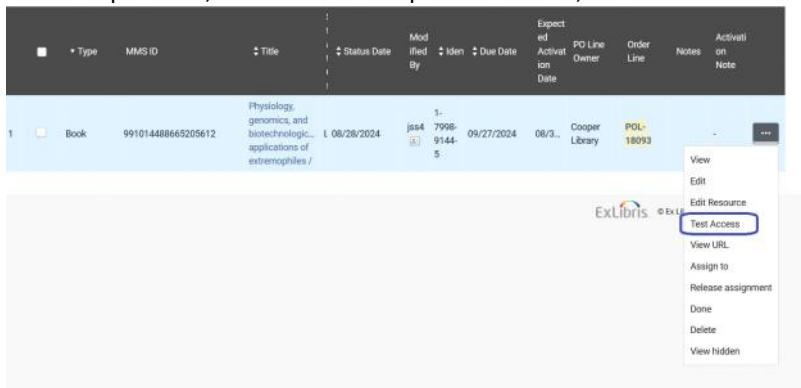 Type
MMS ID
Title
Status Date
Mod
ified
By
Iden
Due Date
Expect
ed
Activat
ion
Date
PO Line
Owner
Order
Line
Notes
Activati
on
Note
1
Book
991014488665205612
Physiology,
genomics, and
biotechnologic...
applications of
extremophiles /
L
08/28/2024
jss4
1-
7998-
9144-
5
09/27/2024
08/3...
Cooper
Library
POL-
18093
-
...
View
Edit
Edit Resource
Test Access
View URL
Assign to
Release assignment
Done
Delete
View hidden
ExLibris
© Ex Li